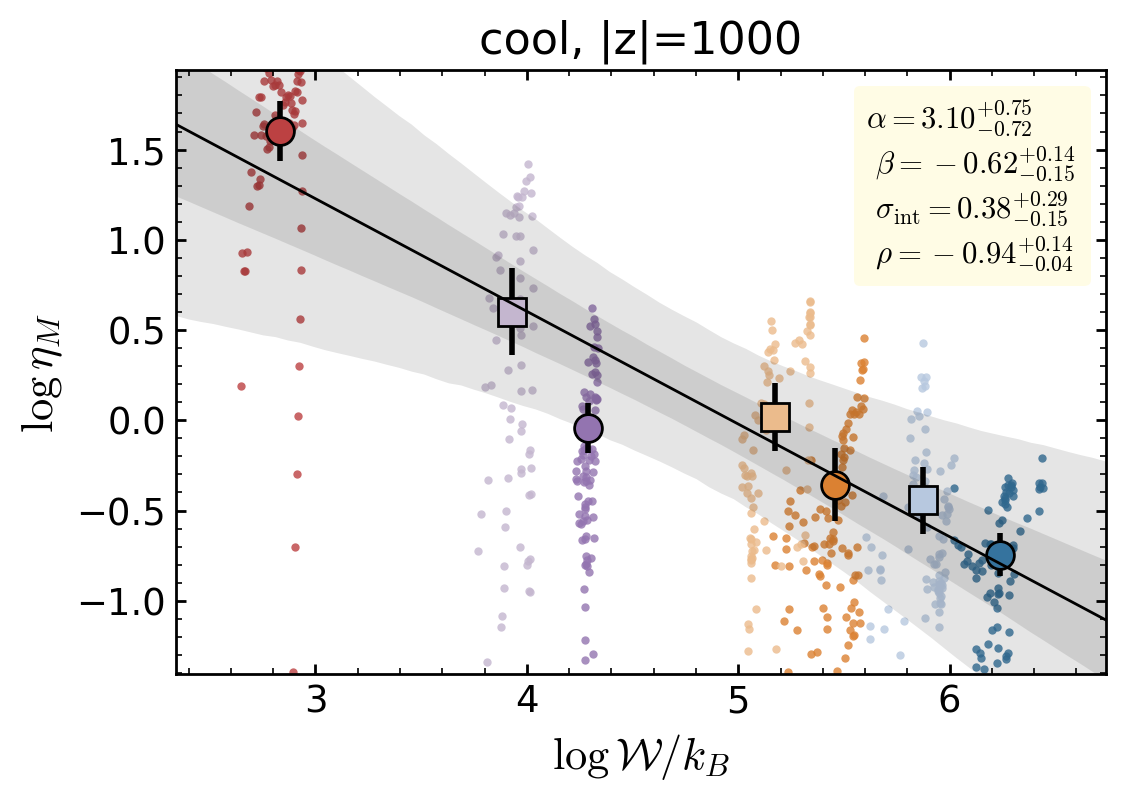 cool, |z|=1000
α = 3.10^{+0.75}_{−0.72}
β = −0.62^{+0.14}_{−0.15}
σ_{int} = 0.38^{+0.29}_{−0.15}
ρ = −0.94^{+0.14}_{−0.04}
log η_M
1.5
1.0
0.5
0.0
−0.5
−1.0
3 4 5 6
log 𝒲/k_B